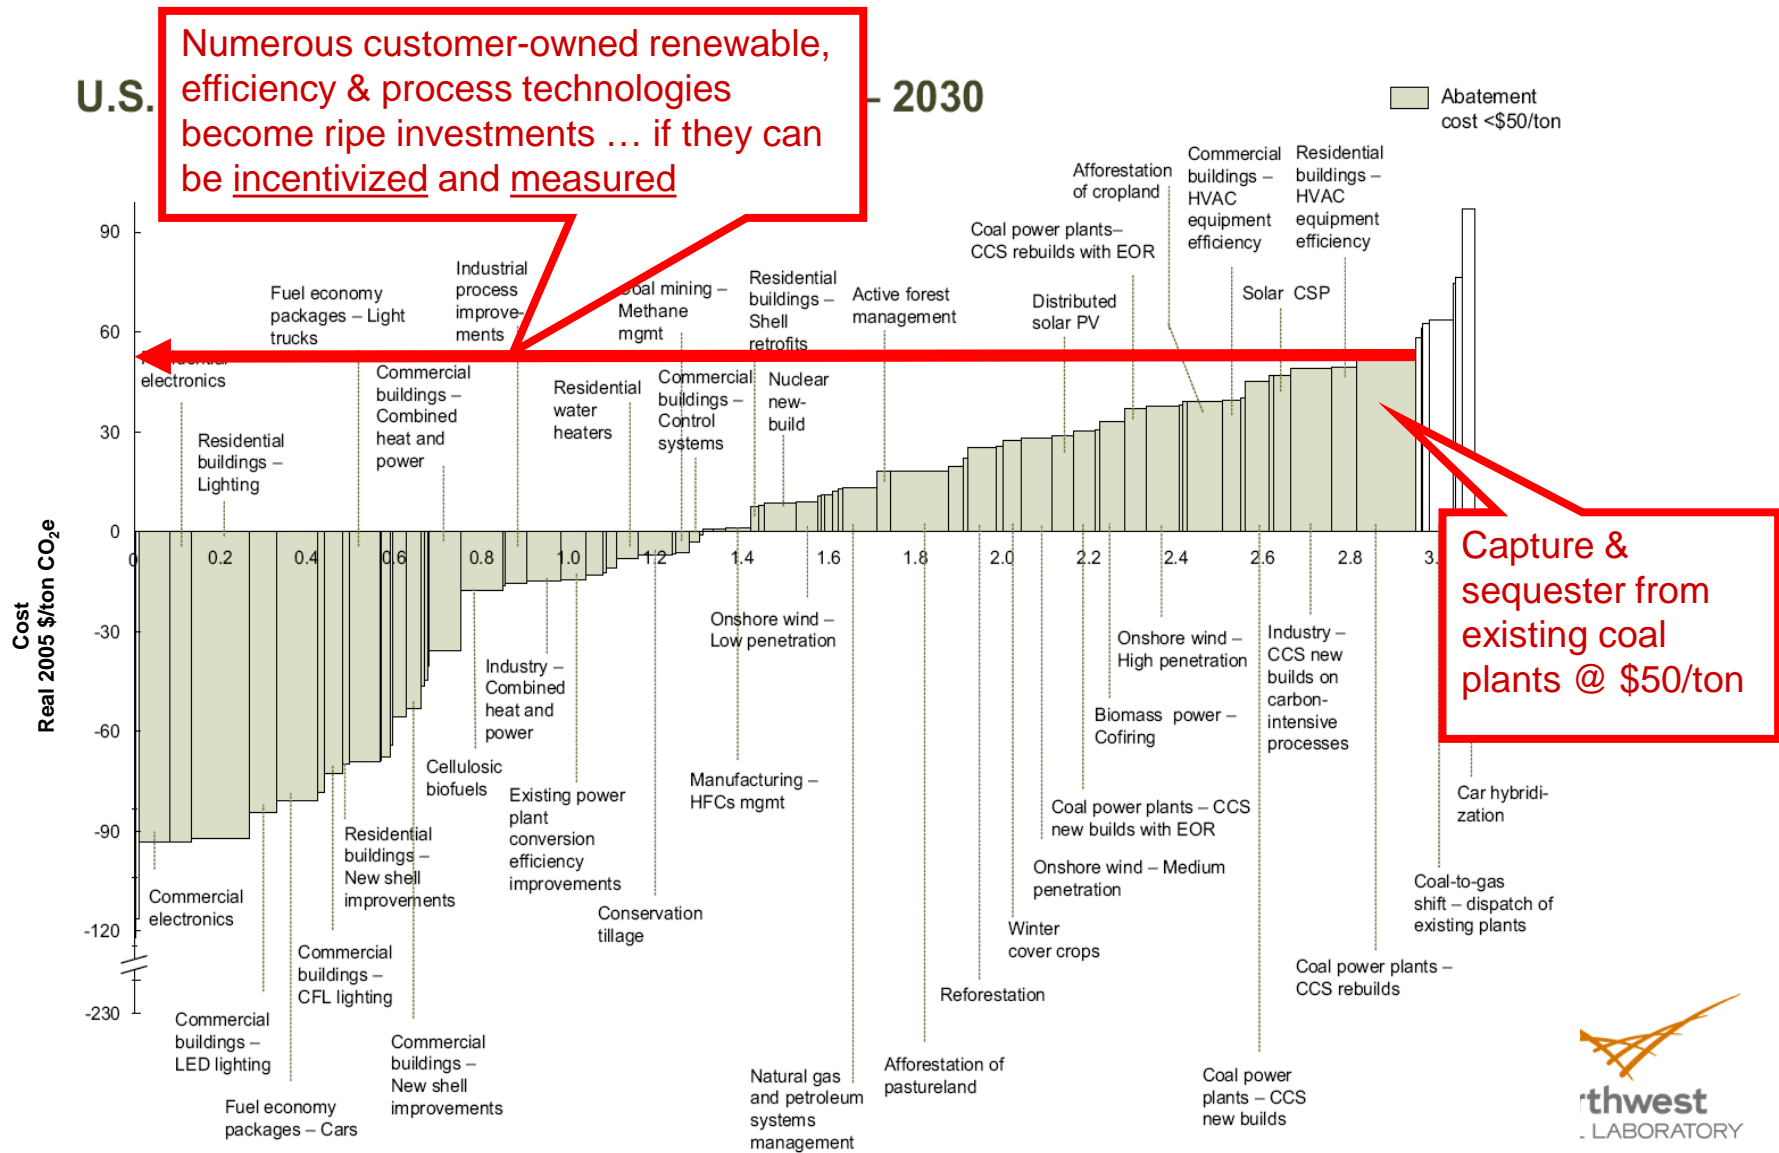 Numerous customer-owned renewable,
efficiency & process technologies
become ripe investments … if they can
be incentivized and measured
U.S.
– 2030
Abatement
cost <$50/ton
Afforestation
of cropland
Commercial
buildings –
HVAC
equipment
efficiency
Residential
buildings –
HVAC
equipment
efficiency
Coal power plants–
CCS rebuilds with EOR
Industrial
process
improve-
ments
Fuel economy
packages – Light
trucks
Coal mining –
Methane
mgmt
Residential
buildings –
Shell
retrofits
Active forest
management
Distributed
solar PV
Solar CSP
Residential
electronics
Commercial
buildings –
Combined
heat and
power
Residential
water
heaters
Commercial
buildings –
Control
systems
Nuclear
new-
build
Residential
buildings –
Lighting
90
60
30
0
-30
-60
-90
-120
-230
Cost
Real 2005 $/ton CO2e
0 0.2 0.4 0.6 0.8 1.0 1.2 1.4 1.6 1.8 2.0 2.2 2.4 2.6 2.8 3.
Capture &
sequester from
existing coal
plants @ $50/ton
Onshore wind –
Low penetration
Onshore wind –
High penetration
Industry –
CCS new
builds on
carbon-
intensive
processes
Industry –
Combined
heat and
power
Biomass power –
Cofiring
Cellulosic
biofuels
Manufacturing –
HFCs mgmt
Existing power
plant
conversion
efficiency
improvements
Coal power plants – CCS
new builds with EOR
Car hybridi-
zation
Residential
buildings –
New shell
improvements
Onshore wind – Medium
penetration
Commercial
electronics
Coal-to-gas
shift – dispatch of
existing plants
Conservation
tillage
Winter
cover crops
Commercial
buildings –
CFL lighting
Coal power plants –
CCS rebuilds
Reforestation
Commercial
buildings –
LED lighting
Commercial
buildings –
New shell
improvements
Afforestation of
pastureland
Natural gas
and petroleum
systems
management
Coal power
plants – CCS
new builds
Fuel economy
packages – Cars
rthwest
LABORATORY